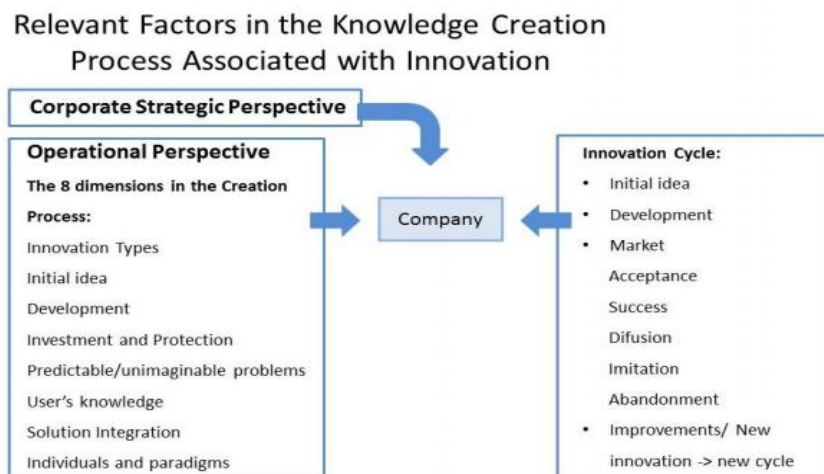 Relevant Factors in the Knowledge Creation
Process Associated with Innovation
Corporate Strategic Perspective
Operational Perspective
The 8 dimensions in the Creation
Process:
Innovation Types
Initial idea
Development
Investment and Protection
Predictable/unimaginable problems
User's knowledge
Solution Integration
Individuals and paradigms
Company
Innovation Cycle:
• Initial idea
• Development
• Market
Acceptance
Success
Difusion
Imitation
Abandonment
• Improvements/ New
innovation -> new cycle